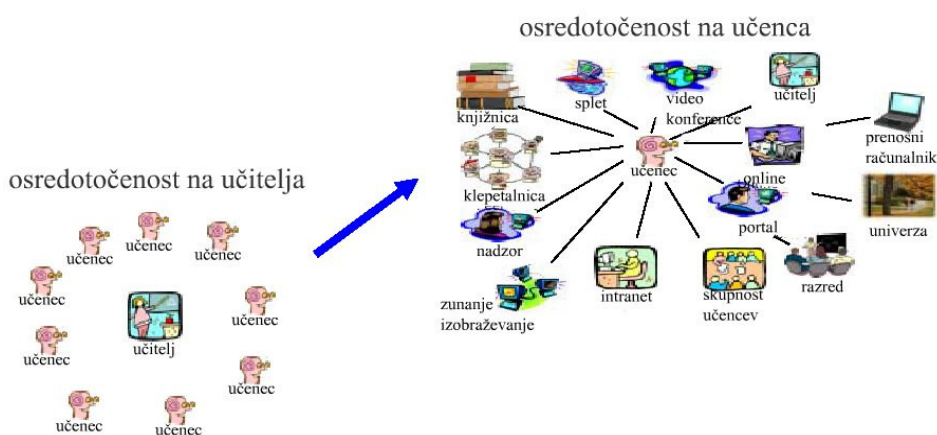 osredotočenost na učenca
knjižnica
splet
video
konference
učitelj
prenosni
računalnik
klepetalnica
učenec
online
nadzor
portal
univerza
zunanje
izobraževanje
intranet
skupnost
učencev
razred
osredotočenost na učitelja
učenec
učenec
učenec
učenec
učenec
učitelj
učenec
učenec
učenec
učenec
učenec